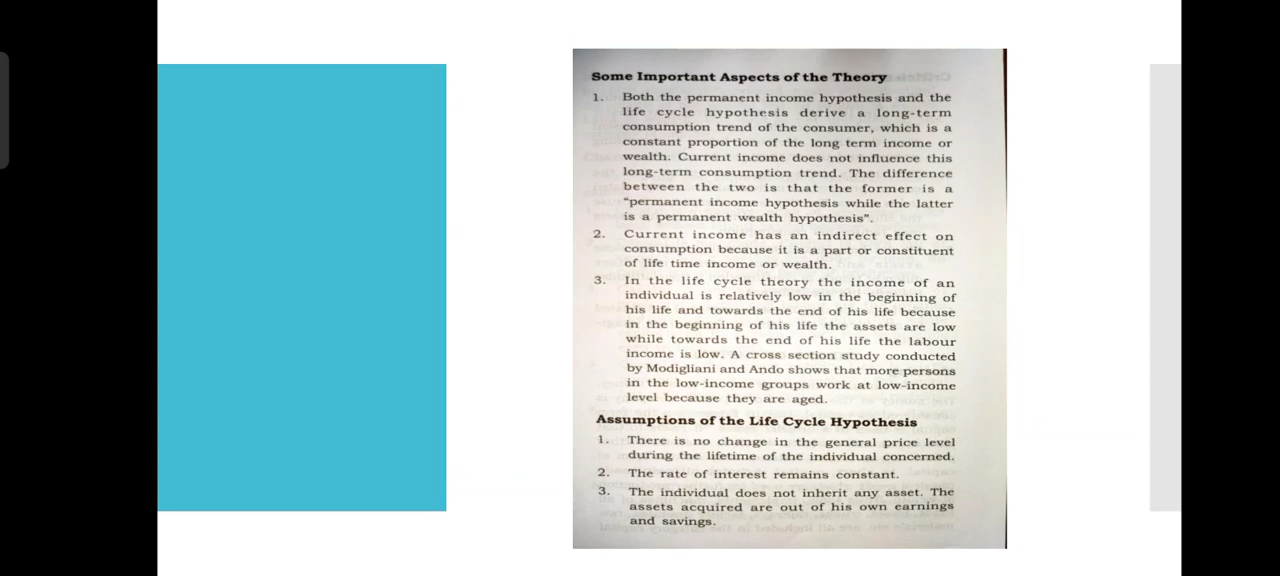 Some Important Aspects of the Theory
1. Both the permanent income hypothesis and the
life cycle hypothesis derive a long-term
consumption trend of the consumer, which is a
constant proportion of the long term income or
wealth. Current income does not influence this
long-term consumption trend. The difference
between the two is that the former is a
"permanent income hypothesis while the latter
is a permanent wealth hypothesis".
2. Current income has an indirect effect on
consumption because it is a part or constituent
of life time income or wealth.
3. In the life cycle theory the income of an
individual is relatively low in the beginning of
his life and towards the end of his life because
in the beginning of his life the assets are low
while towards the end of his life the labour
income is low. A cross section study conducted
by Modigliani and Ando shows that more persons
in the low-income groups work at low-income
level because they are aged.
Assumptions of the Life Cycle Hypothesis
1. There is no change in the general price level
during the lifetime of the individual concerned.
2. The rate of interest remains constant.
3. The individual does not inherit any asset. The
assets acquired are out of his own earnings
and savings.